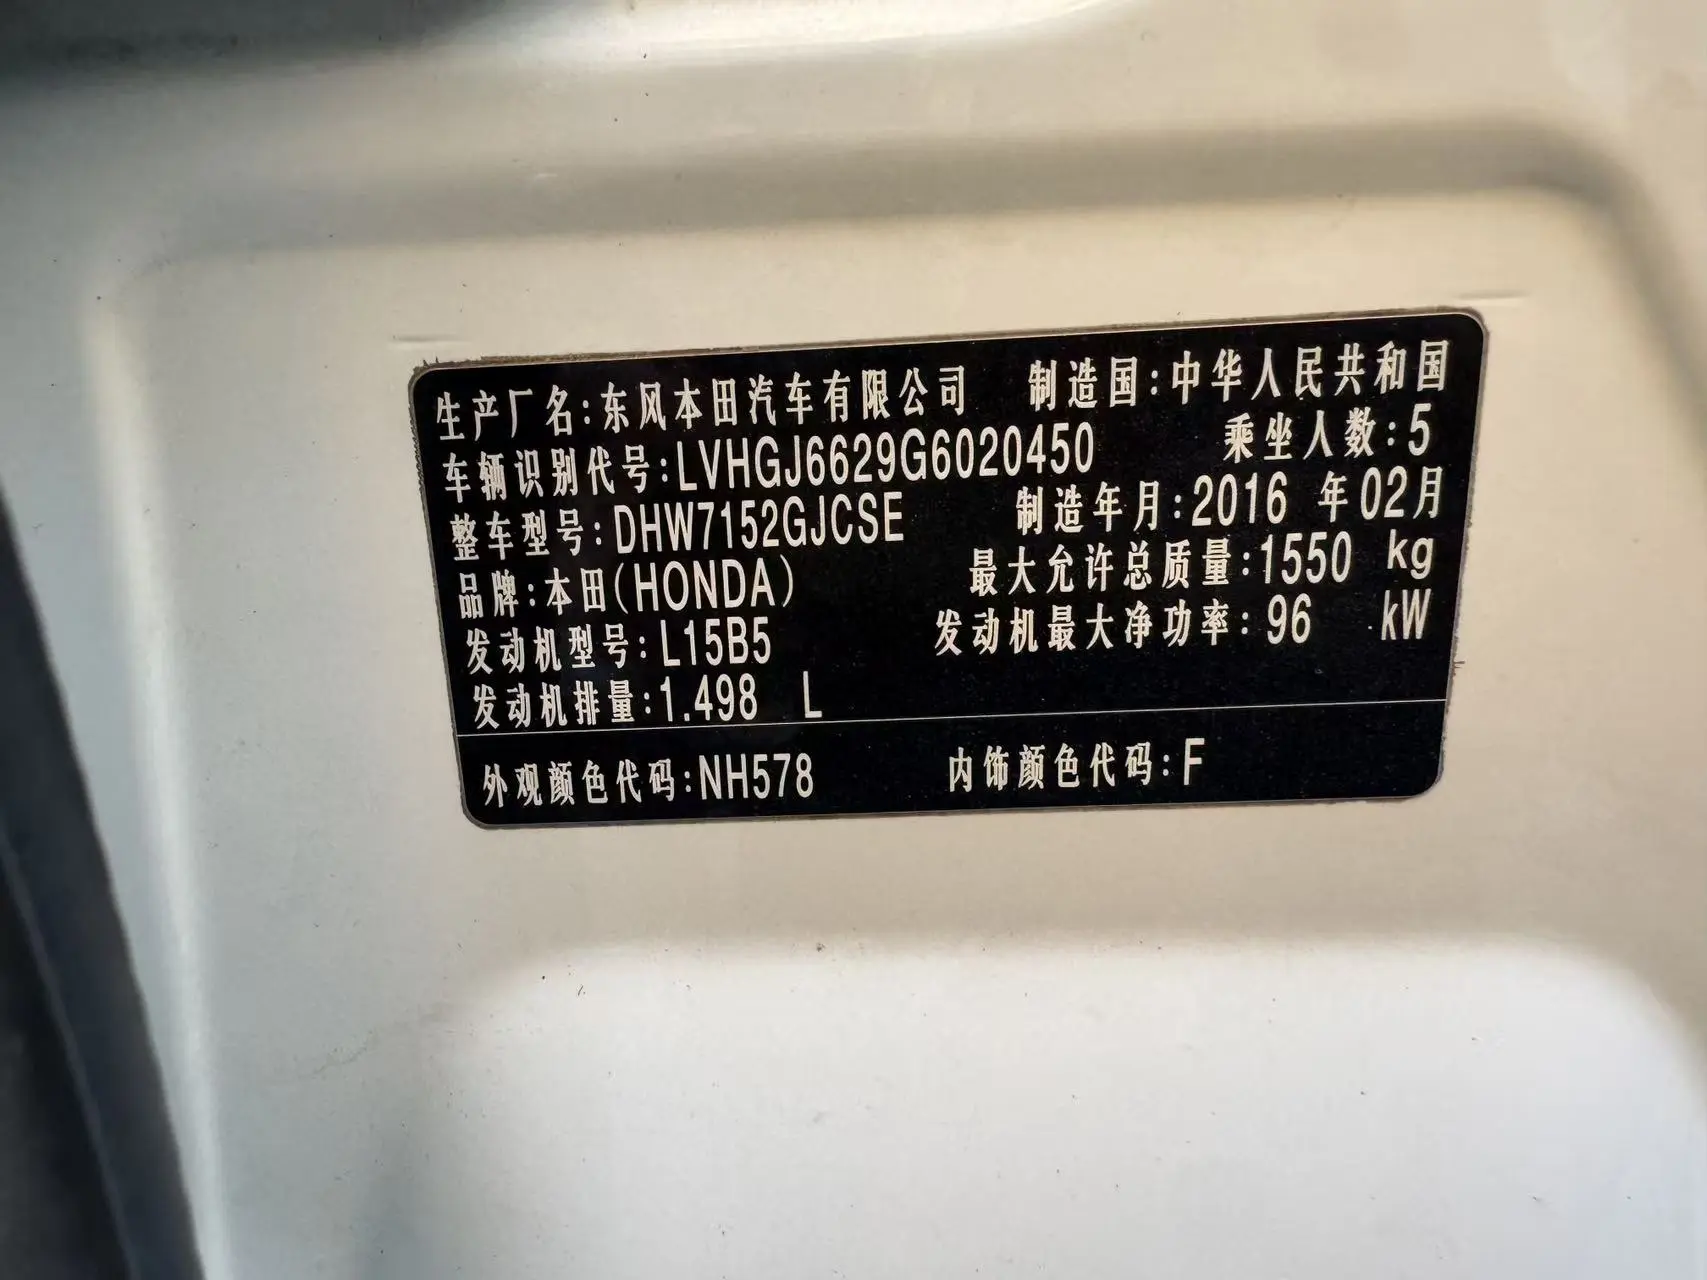 生产厂名:东风本田汽车有限公司 制造国:中华人民共和国
车辆识别代号:LVHGJ6629G6020450 乘坐人数:5
整车型号:DHW7152GJCSE 制造年月:2016 年02月
品牌:本田(HONDA) 最大允许总质量:1550 kg
发动机型号:L15B5 发动机最大净功率:96 kW
发动机排量:1.498 L
外观颜色代码:NH578 内饰颜色代码:F